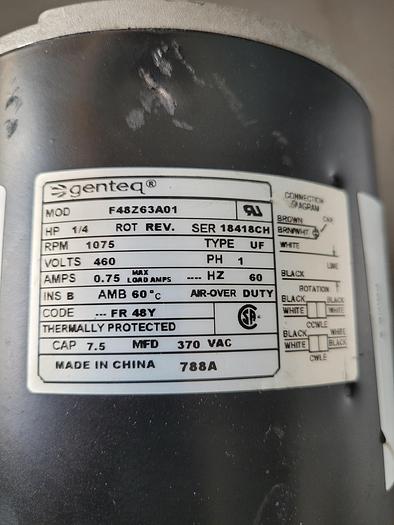 genteq®
MOD F48Z63A01
HP 1/4 ROT REV. SER 18418CH
RPM 1075 TYPE UF
VOLTS 460 PH 1
AMPS 0.75 MAX LOAD AMPS ---- HZ 60
INS B AMB 60°C AIR-OVER DUTY
CODE --- FR 48Y
THERMALLY PROTECTED
CAP 7.5 MFD 370 VAC
MADE IN CHINA 788A
CONNECTION DIAGRAM
BROWN CAP
BRN/WHT
WHITE
LINE
BLACK
ROTATION
BLACK BLACK
WHITE WHITE
CCWLE
BLACK WHITE
WHITE BLACK
CWLE